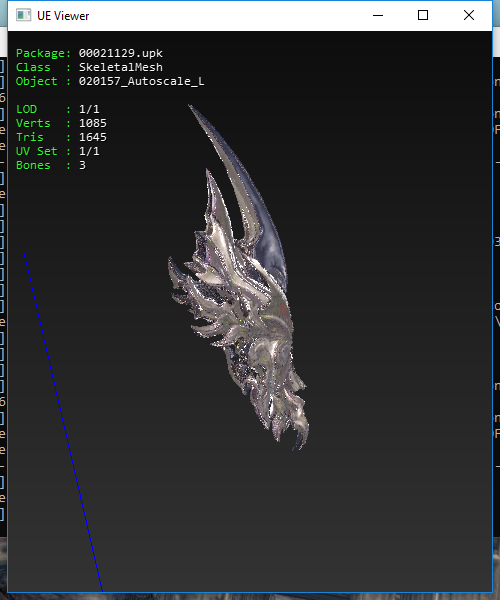 UE Viewer
Package: 00021129.upk
Class : SkeletalMesh
Object : 020157_Autoscale_L
LOD : 1/1
Verts : 1085
Tris : 1645
UV Set : 1/1
Bones : 3